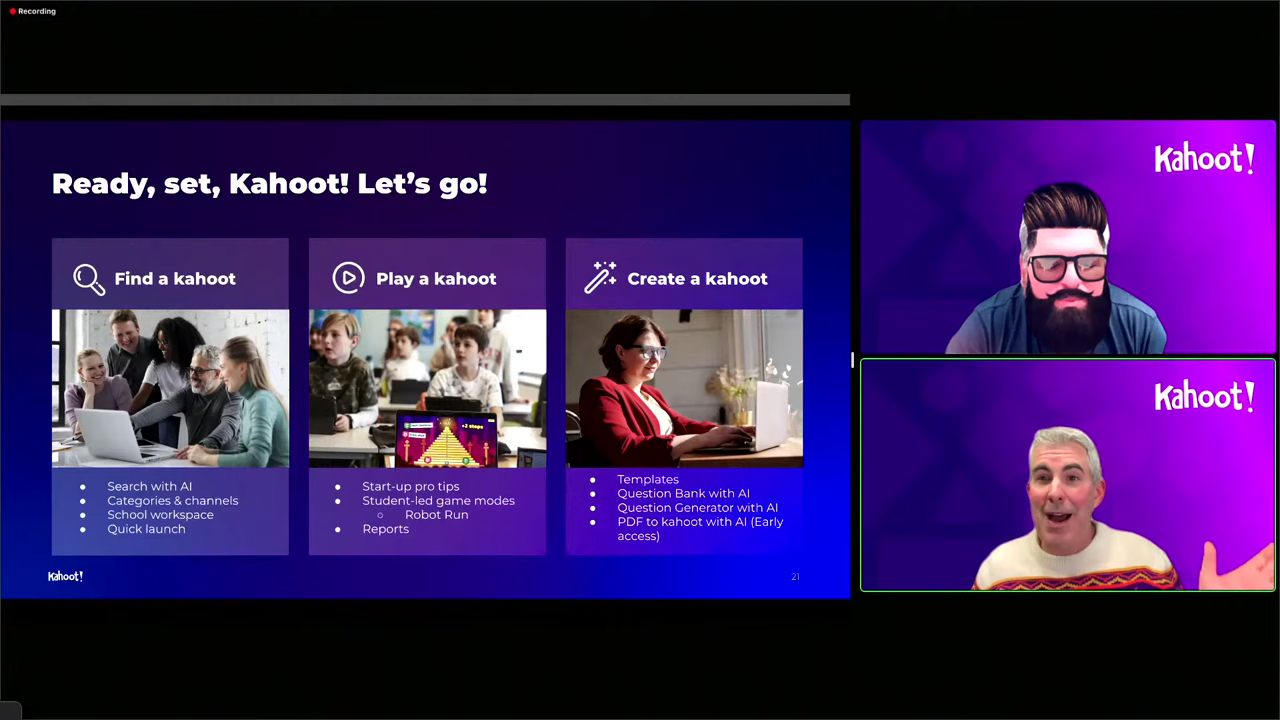 Recording
Ready, set, Kahoot! Let's go!
Find a kahoot
Search with AI
Categories & channels
School workspace
Quick launch
Play a kahoot
+2 steps
Start-up pro tips
Student-led game modes
Robot Run
Reports
Create a kahoot
Templates
Question Bank with AI
Question Generator with AI
PDF to kahoot with AI (Early
access)
Kahoot!
21
Kahoot!
Kahoot!